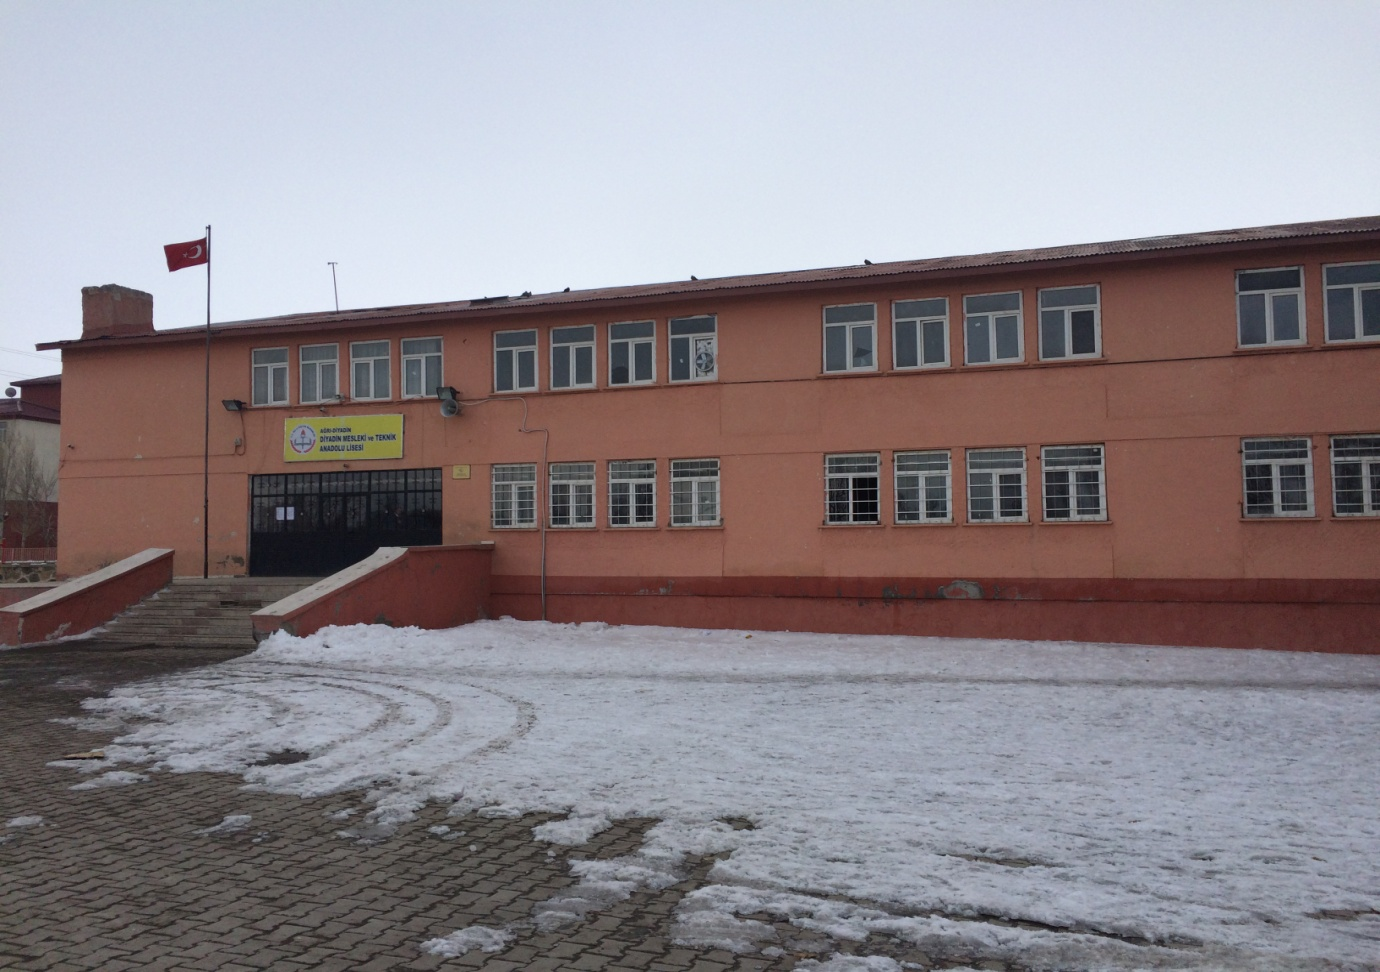 AĞRI-DİYADİN
DİYADİN MESLEKİ ve TEKNİK
ANADOLU LİSESİ